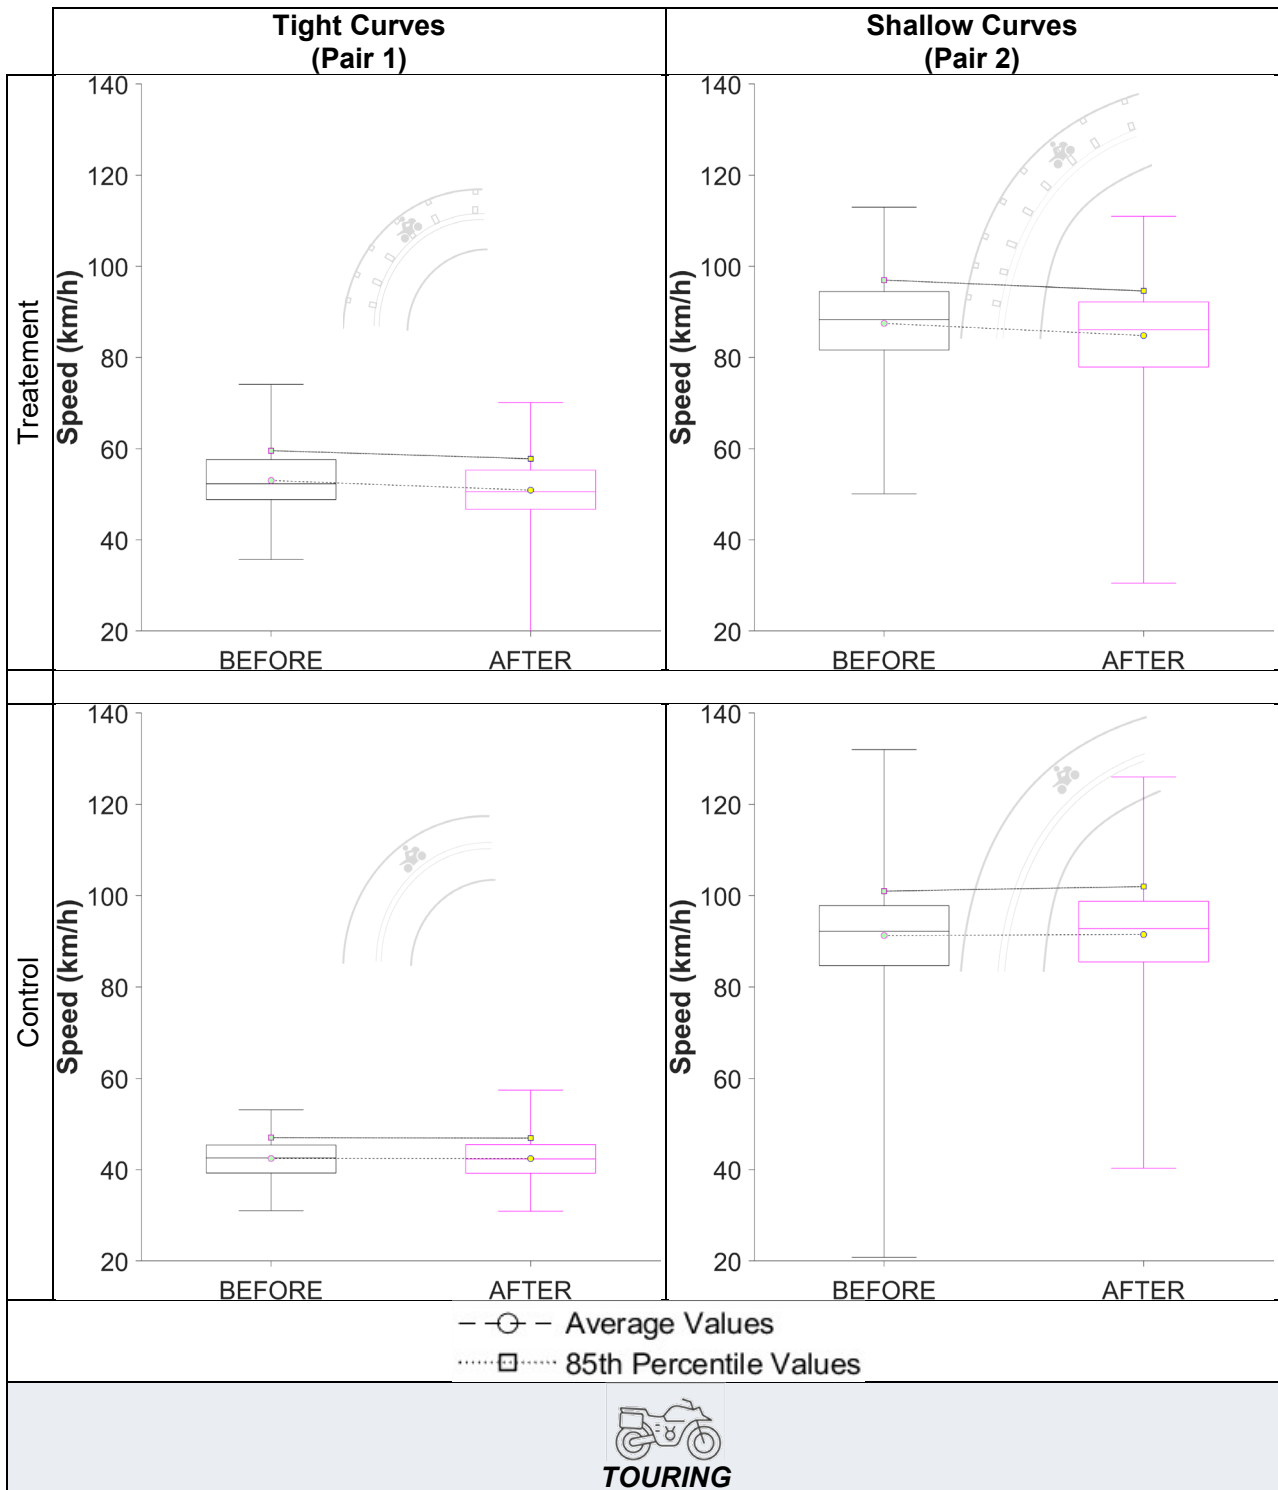 Tight Curves
(Pair 1)
Shallow Curves
(Pair 2)
Treatement
Speed (km/h)
140
120
100
80
60
40
20
BEFORE
AFTER
Speed (km/h)
140
120
100
80
60
40
20
BEFORE
AFTER
Control
Speed (km/h)
140
120
100
80
60
40
20
BEFORE
AFTER
Speed (km/h)
140
120
100
80
60
40
20
BEFORE
AFTER
Average Values
85th Percentile Values
TOURING